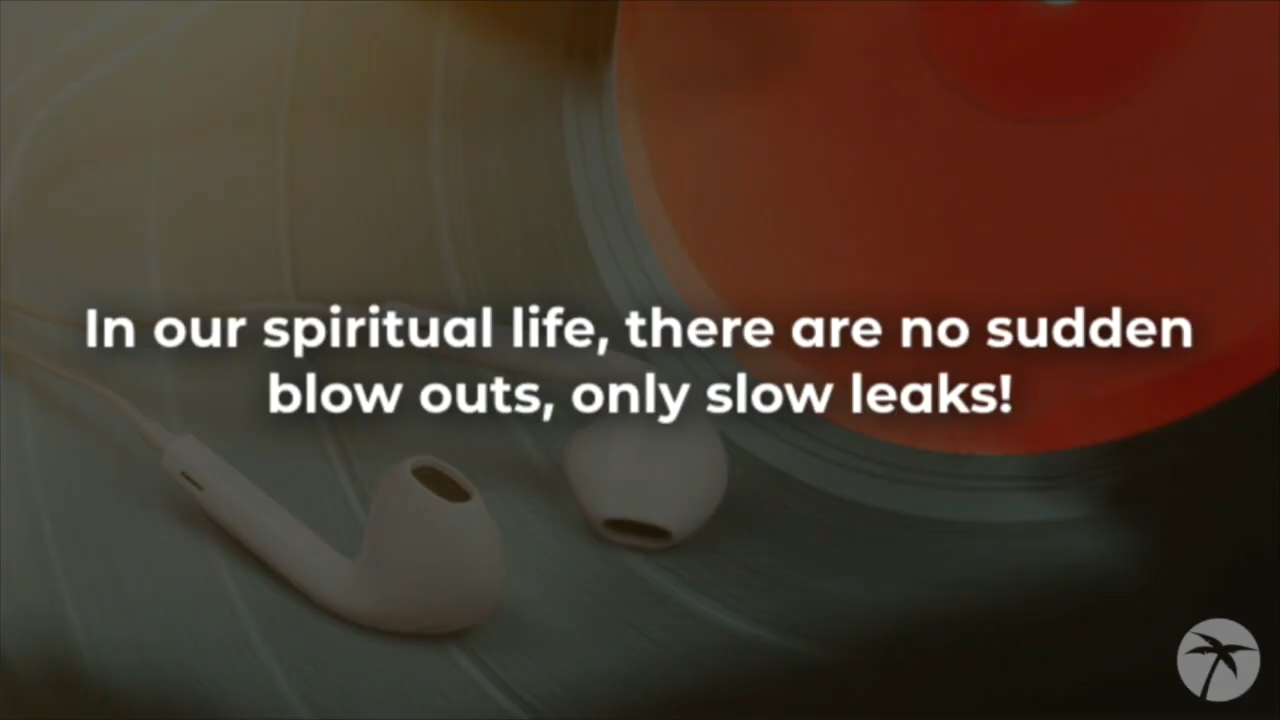 In our spiritual life, there are no sudden
blow outs, only slow leaks!